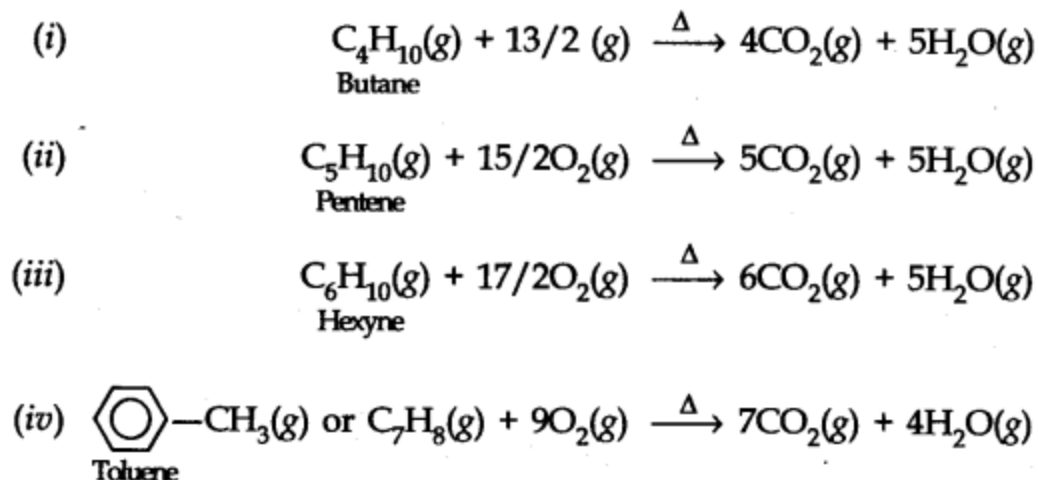 (i) C₄H₁₀(g) + 13/2 (g) —Δ→ 4CO₂(g) + 5H₂O(g)
Butane
(ii) C₅H₁₀(g) + 15/2O₂(g) —Δ→ 5CO₂(g) + 5H₂O(g)
Pentene
(iii) C₆H₁₀(g) + 17/2O₂(g) —Δ→ 6CO₂(g) + 5H₂O(g)
Hexyne
(iv) –CH₃(g) or C₇H₈(g) + 9O₂(g) —Δ→ 7CO₂(g) + 4H₂O(g)
Toluene